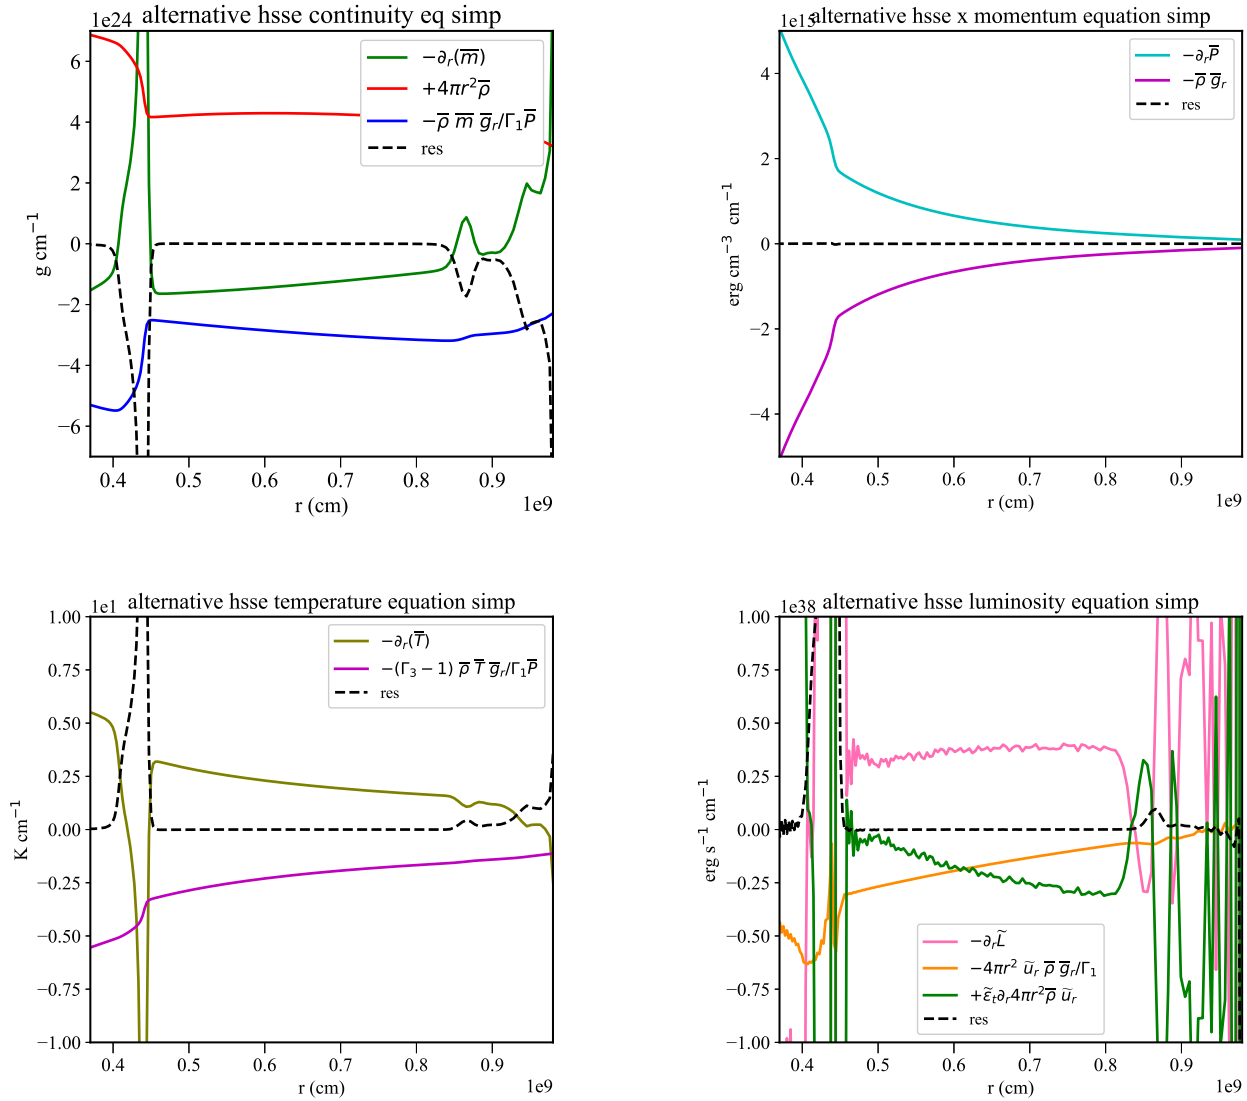 1e24 alternative hsse continuity eq simp
−∂ᵣ(m̅)
+4πr²ρ̅
−ρ̅ m̅ g̅ᵣ/Γ₁P̅
res
6
4
2
0
−2
−4
−6
g cm⁻¹
0.4 0.5 0.6 0.7 0.8 0.9
r (cm) 1e9
1e15 alternative hsse x momentum equation simp
−∂ᵣP̅
−ρ̅ g̅ᵣ
res
4
2
0
−2
−4
erg cm⁻³ cm⁻¹
0.4 0.5 0.6 0.7 0.8 0.9
r (cm) 1e9
1e1 alternative hsse temperature equation simp
−∂ᵣ(T̅)
−(Γ₃ − 1) ρ̅ T̅ g̅ᵣ/Γ₁P̅
res
1.00
0.75
0.50
0.25
0.00
−0.25
−0.50
−0.75
−1.00
K cm⁻¹
0.4 0.5 0.6 0.7 0.8 0.9
r (cm) 1e9
1e38 alternative hsse luminosity equation simp
1.00
0.75
0.50
0.25
0.00
−0.25
−0.50
−0.75
−1.00
erg s⁻¹ cm⁻¹
−∂ᵣL̃
−4πr² ũᵣ ρ̅ g̅ᵣ/Γ₁
+ε̃ₜ∂ᵣ4πr²ρ̅ ũᵣ
res
0.4 0.5 0.6 0.7 0.8 0.9
r (cm) 1e9